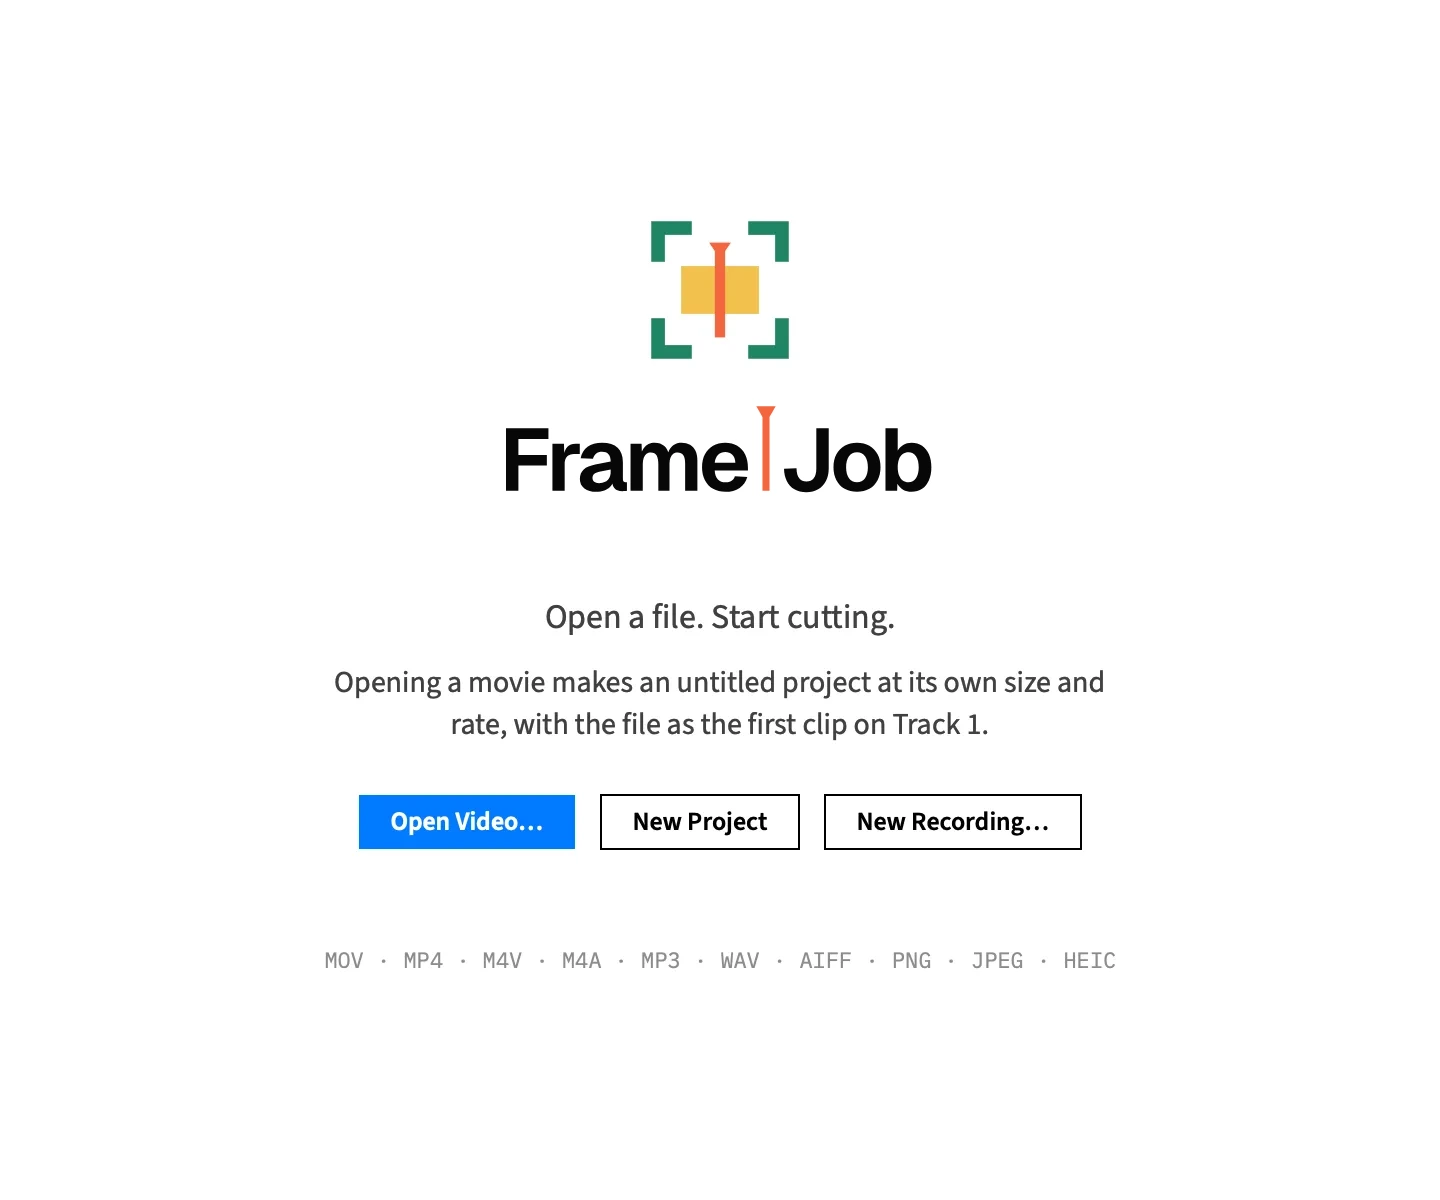 Frame Job
Open a file. Start cutting.
Opening a movie makes an untitled project at its own size and
rate, with the file as the first clip on Track 1.
Open Video...
New Project
New Recording...
MOV · MP4 · M4V · M4A · MP3 · WAV · AIFF · PNG · JPEG · HEIC